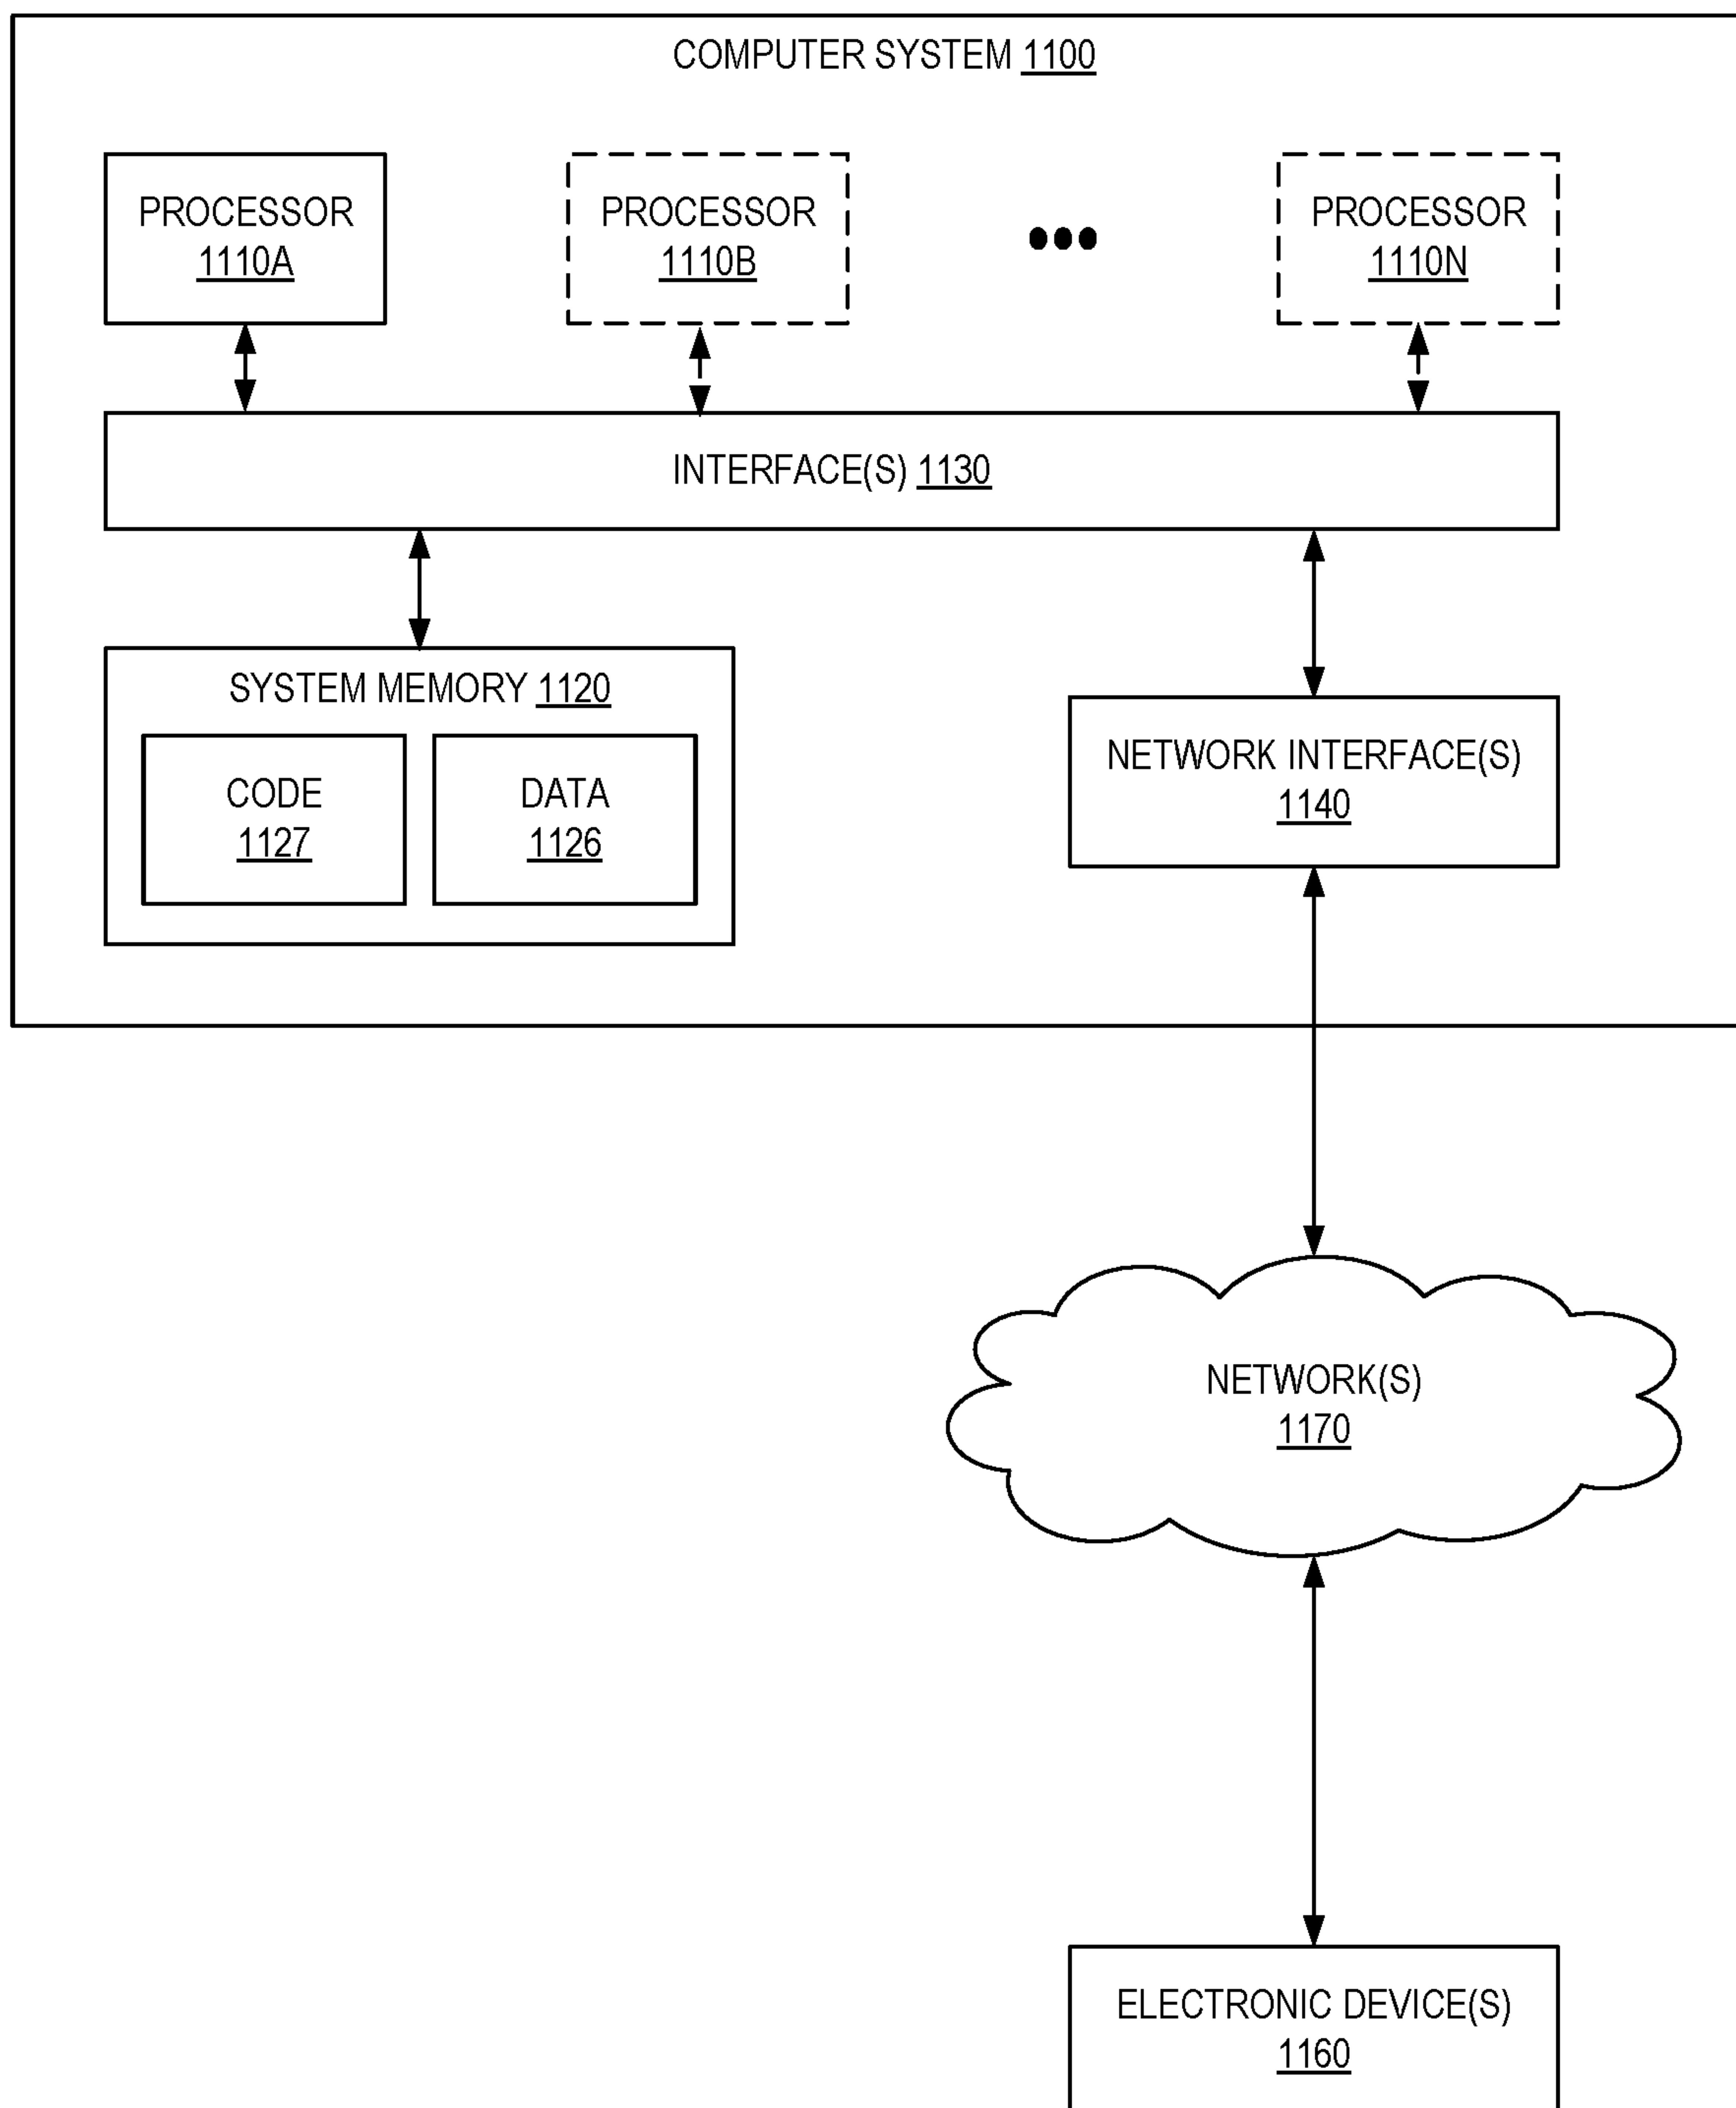 COMPUTER SYSTEM 1100
PROCESSOR
1110A
PROCESSOR
1110B
PROCESSOR
1110N
INTERFACE(S) 1130
SYSTEM MEMORY 1120
CODE
1127
DATA
1126
NETWORK INTERFACE(S)
1140
NETWORK(S)
1170
ELECTRONIC DEVICE(S)
1160